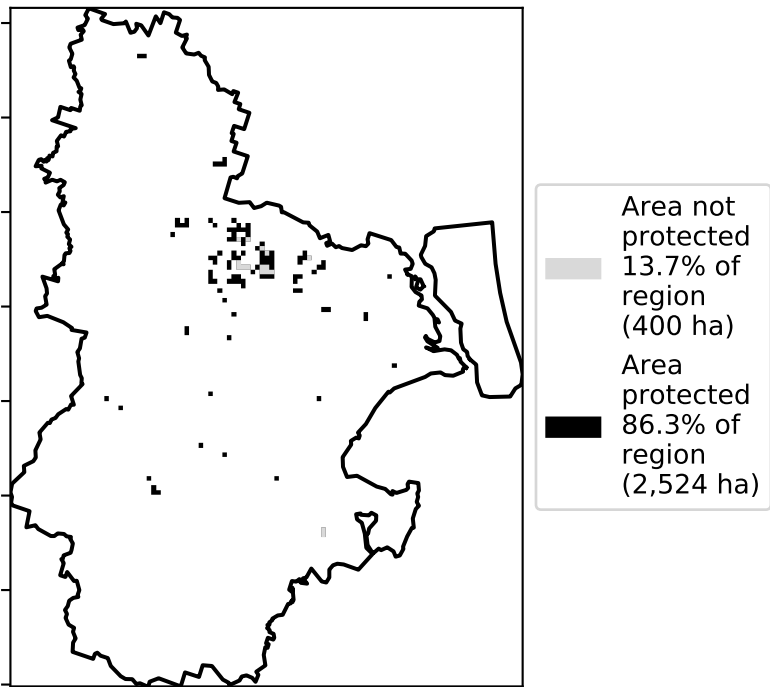 Area not
protected
13.7% of
region
(400 ha)
Area
protected
86.3% of
region
(2,524 ha)